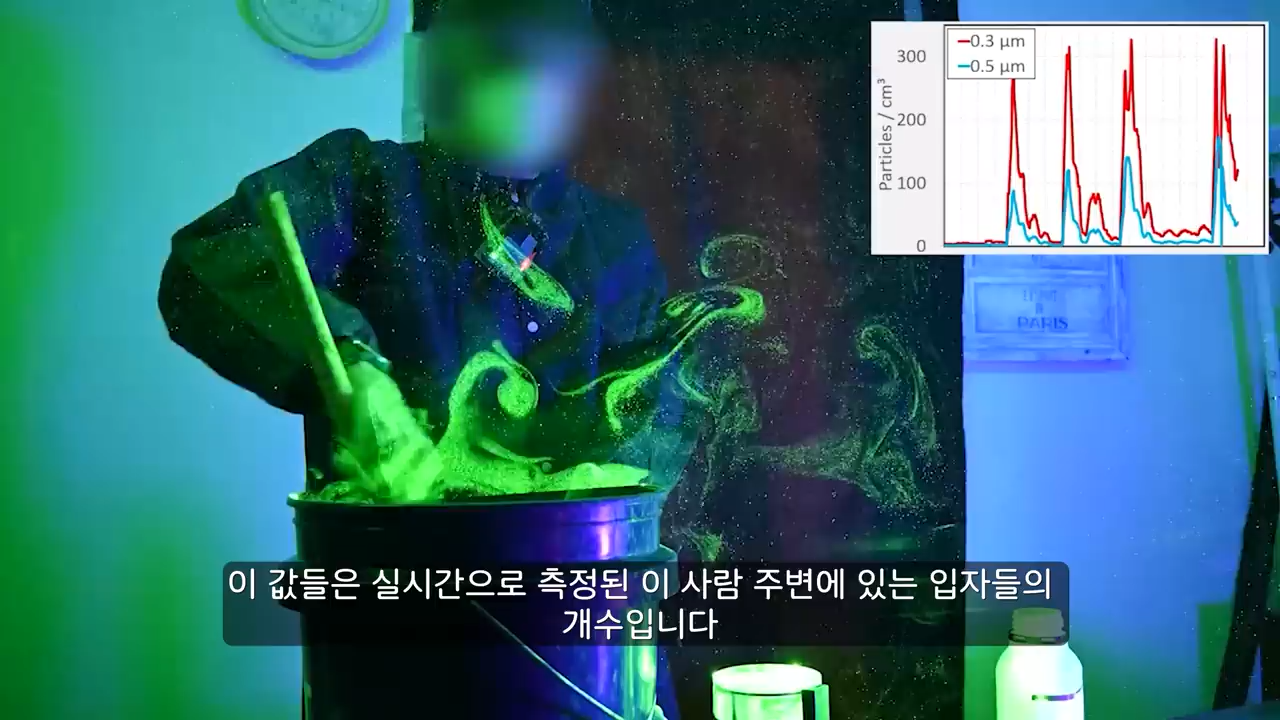 0.3 µm
0.5 µm
300
200
100
0
Particles / cm³
PARIS
이 값들은 실시간으로 측정된 이 사람 주변에 있는 입자들의
개수입니다